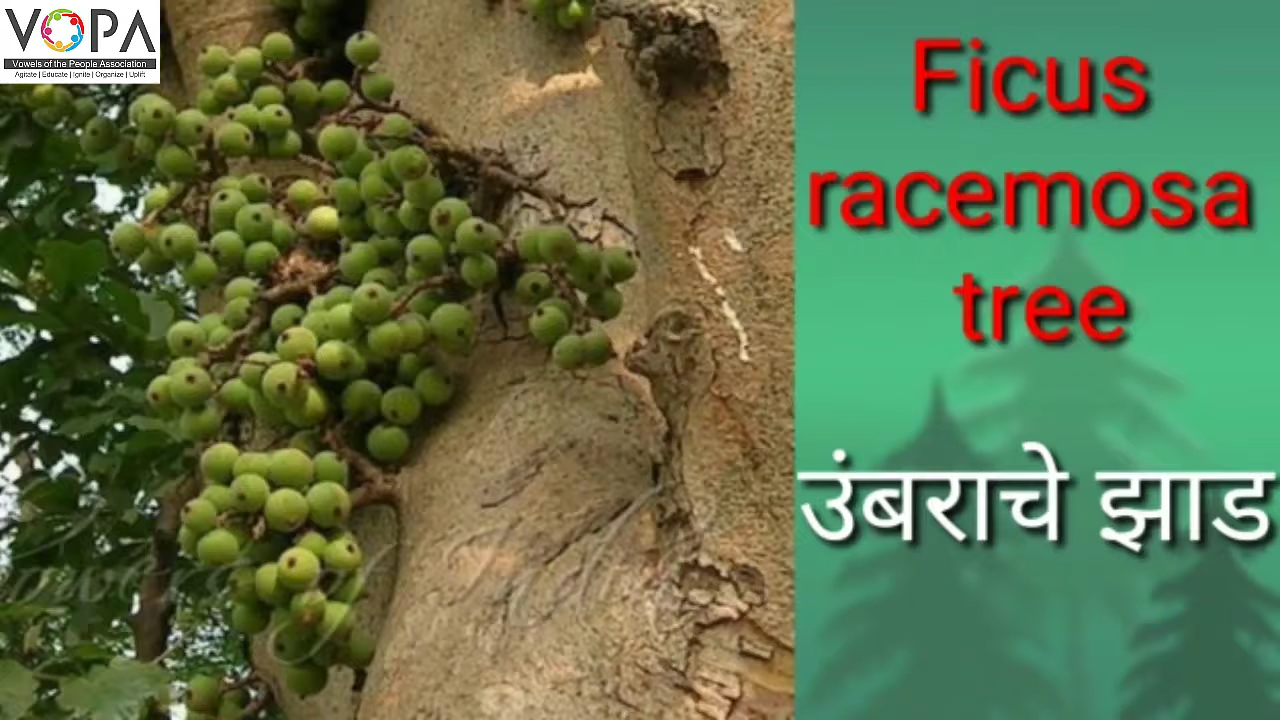 VOPA
Vowels of the People Association
Agitate | Educate | Ignite | Organize | Uplift
Ficus
racemosa
tree
उंबराचे झाड